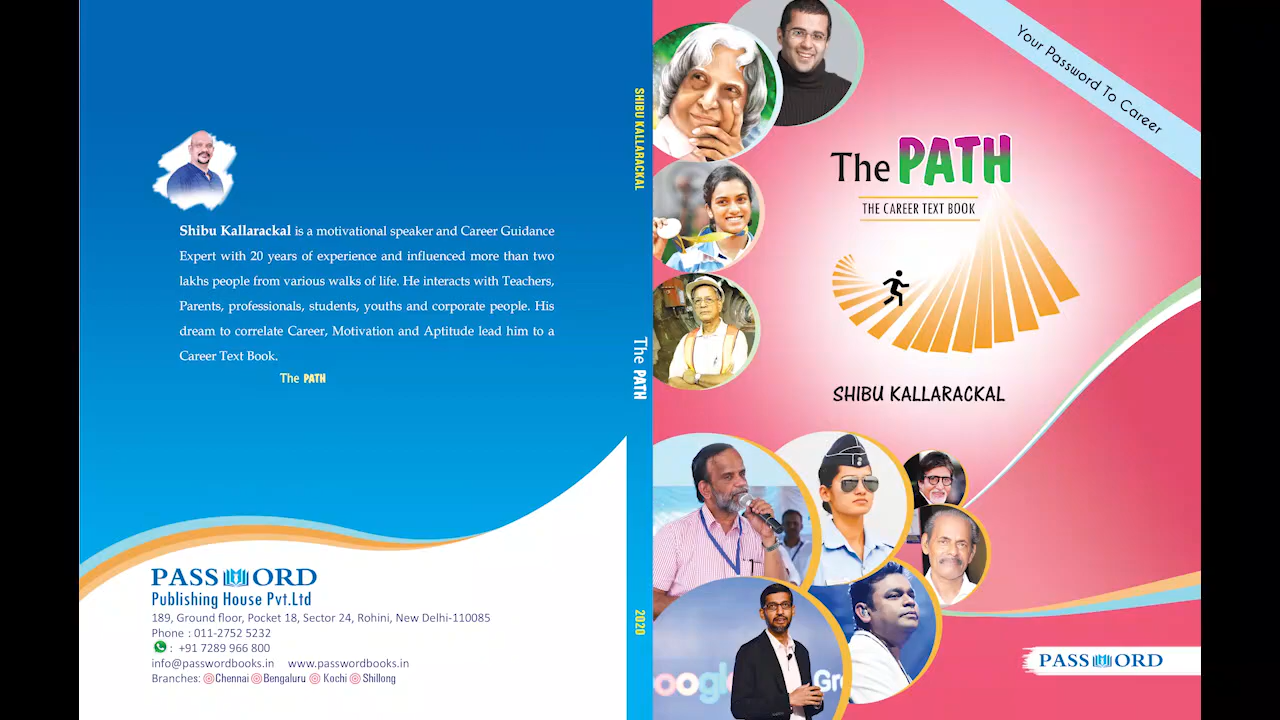 Shibu Kallarackal is a motivational speaker and Career Guidance
Expert with 20 years of experience and influenced more than two
lakhs people from various walks of life. He interacts with Teachers,
Parents, professionals, students, youths and corporate people. His
dream to correlate Career, Motivation and Aptitude lead him to a
Career Text Book.
The PATH
PASSWORD
Publishing House Pvt.Ltd
189, Ground floor, Pocket 18, Sector 24, Rohini, New Delhi-110085
Phone : 011-2752 5232
: +91 7289 966 800
info@passwordbooks.in www.passwordbooks.in
Branches: Chennai Bengaluru Kochi Shillong
SHIBU KALLARACKAL
The PATH
2020
Your Password To Career
The PATH
THE CAREER TEXT BOOK
SHIBU KALLARACKAL
oogle
Gr
PASSWORD